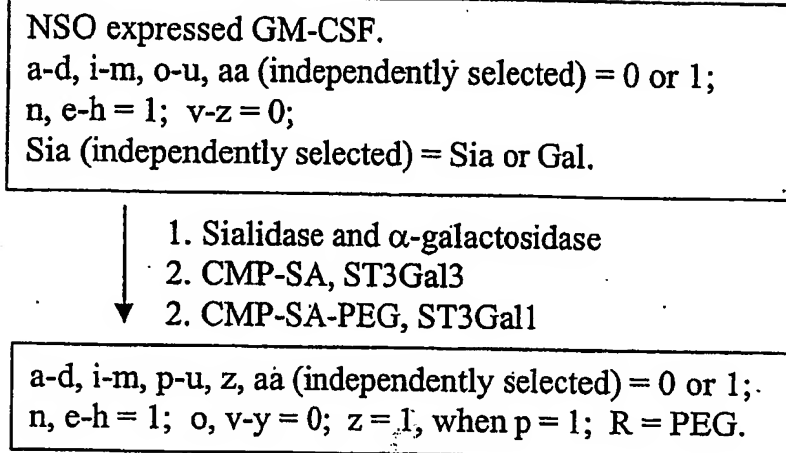 NSO expressed GM-CSF.
a-d, i-m, o-u, aa (independently selected) = 0 or 1;
n, e-h = 1; v-z = 0;
Sia (independently selected) = Sia or Gal.
1. Sialidase and α-galactosidase
2. CMP-SA, ST3Gal3
2. CMP-SA-PEG, ST3Gal1
a-d, i-m, p-u, z, aa (independently selected) = 0 or 1;
n, e-h = 1; o, v-y = 0; z = 1, when p = 1; R = PEG.